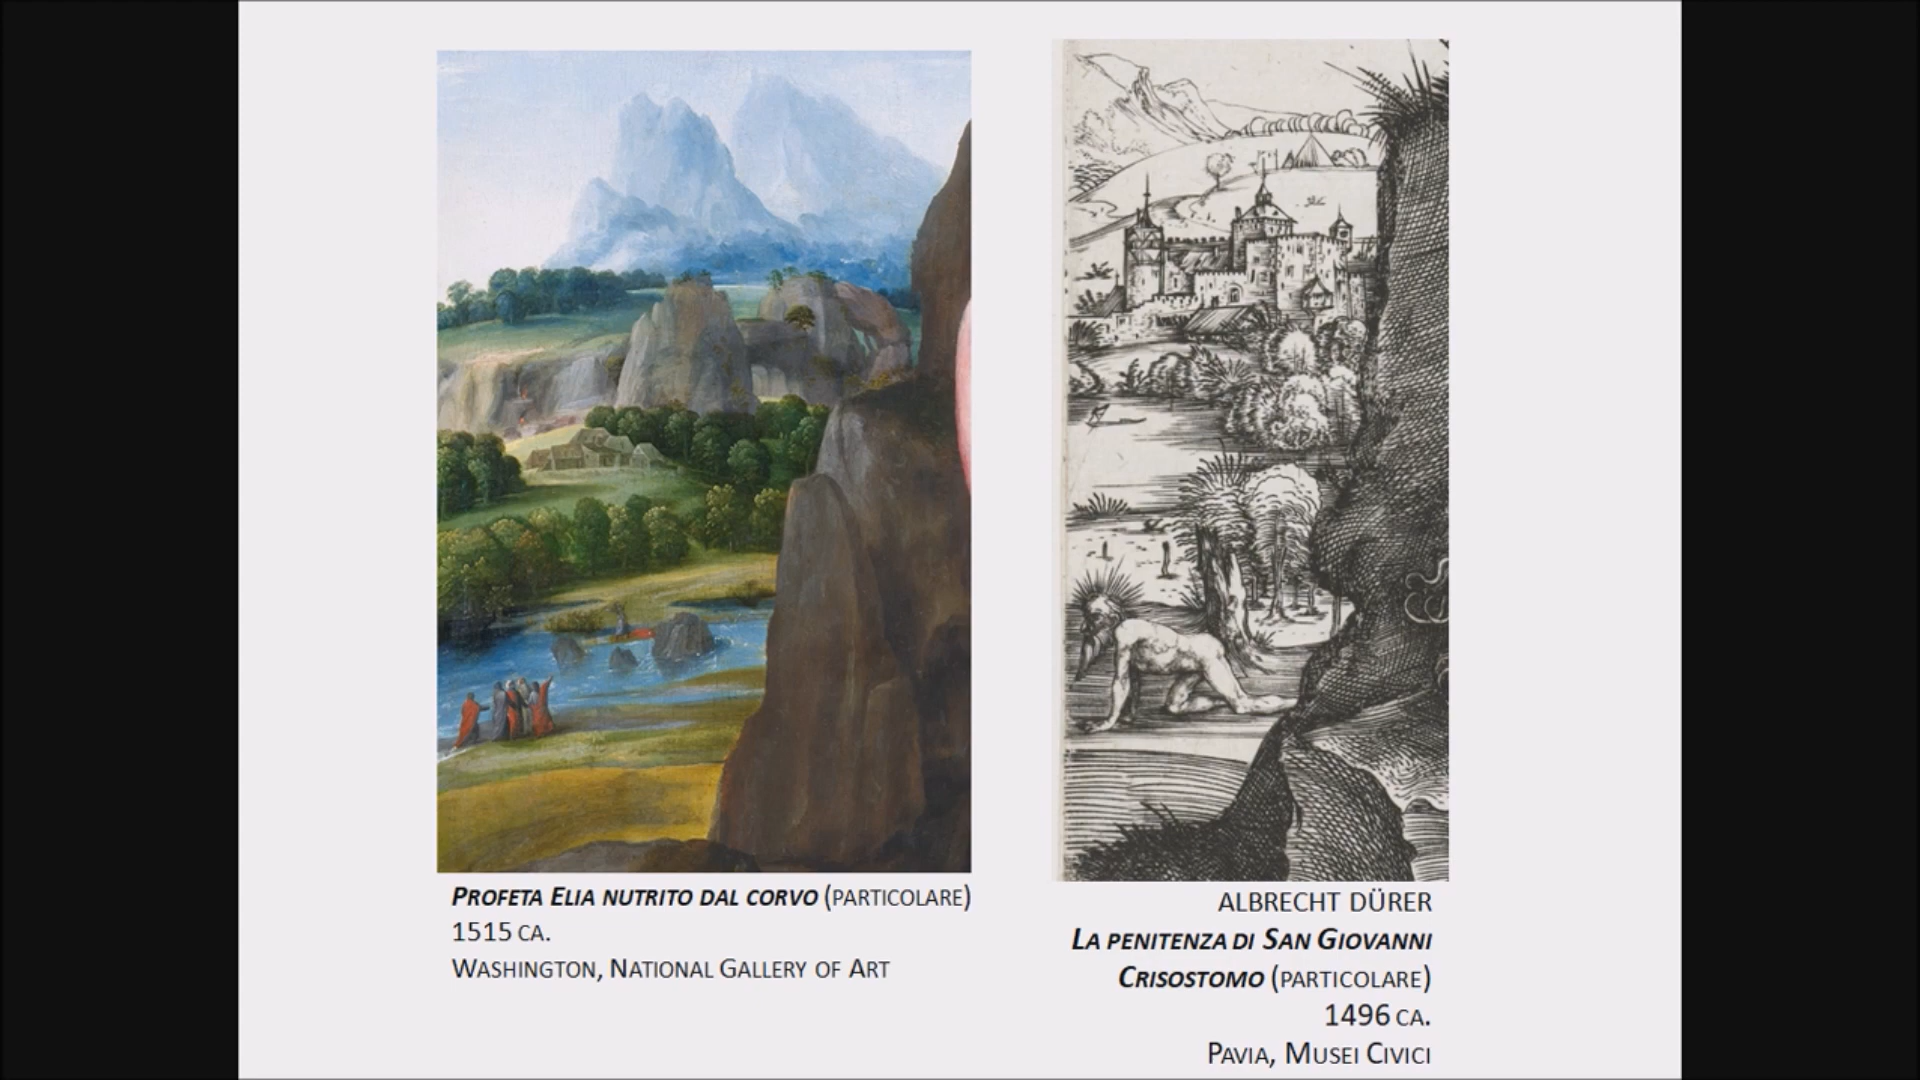 PROFETA ELIA NUTRITO DAL CORVO (PARTICOLARE)
1515 CA.
WASHINGTON, NATIONAL GALLERY OF ART
ALBRECHT DÜRER
LA PENITENZA DI SAN GIOVANNI
CRISOSTOMO (PARTICOLARE)
1496 CA.
PAVIA, MUSEI CIVICI